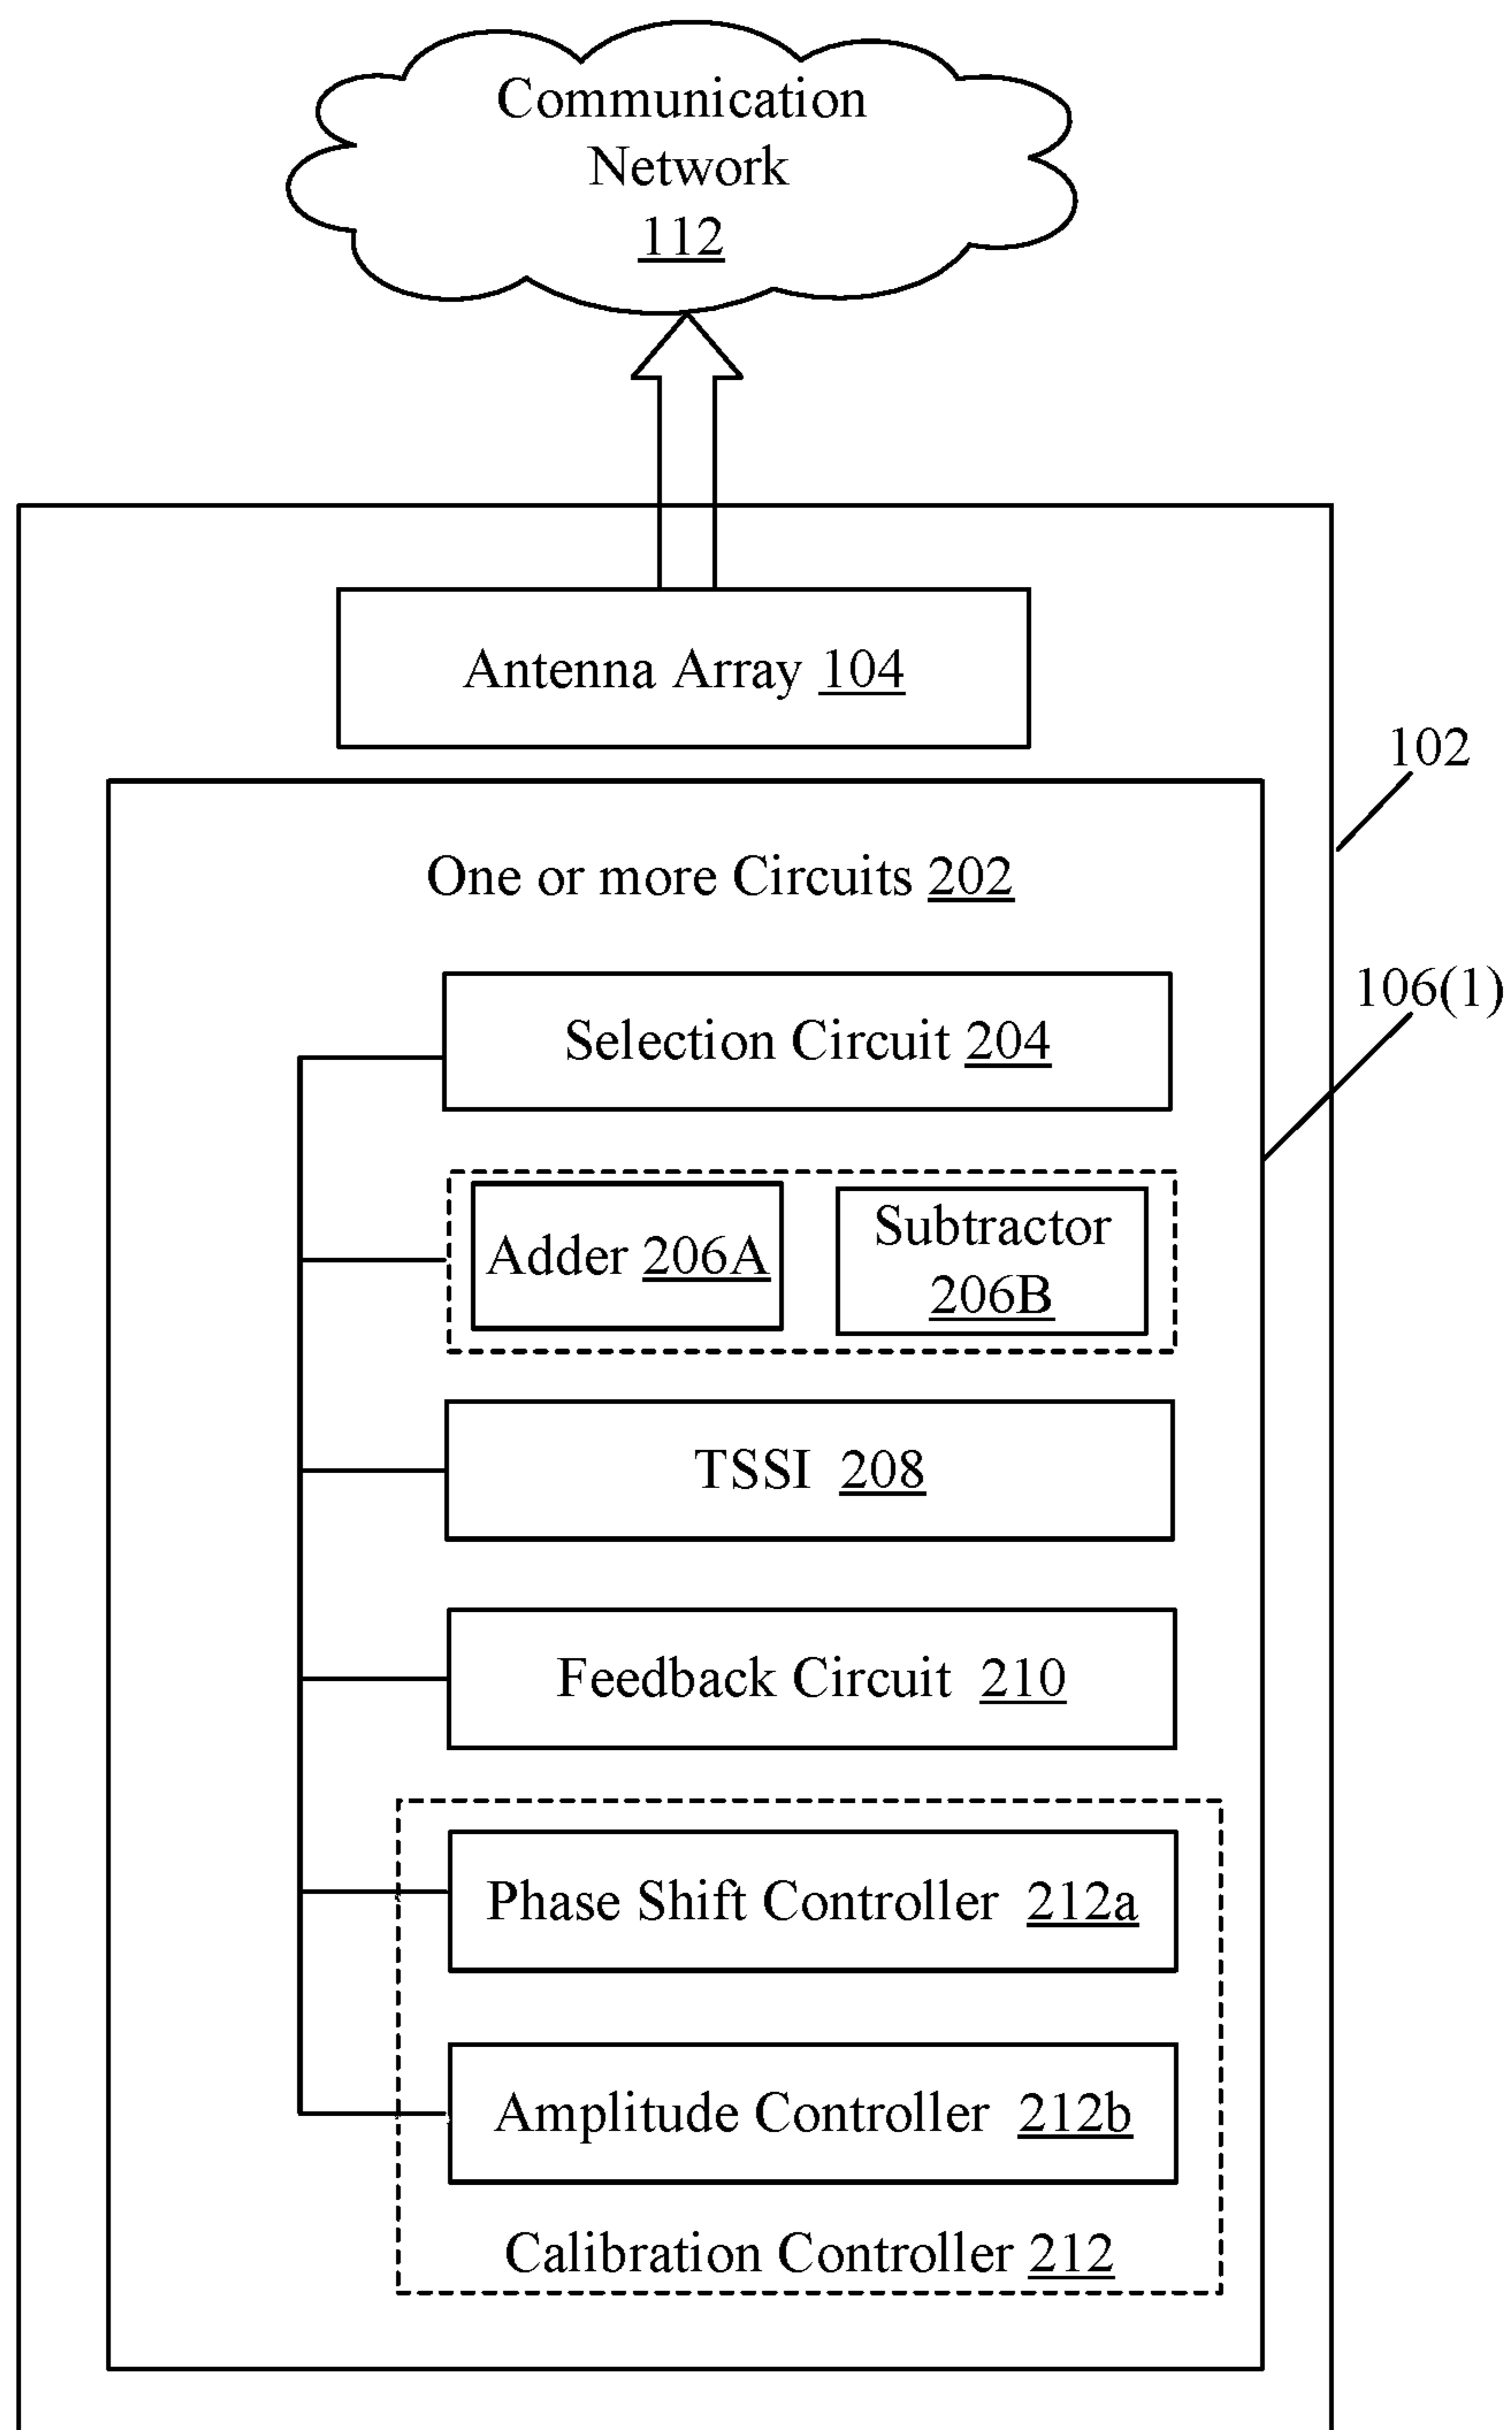 Communication
Network
112
Antenna Array 104
102
One or more Circuits 202
106(1)
Selection Circuit 204
Adder 206A
Subtractor
206B
TSSI 208
Feedback Circuit 210
Phase Shift Controller 212a
Amplitude Controller 212b
Calibration Controller 212